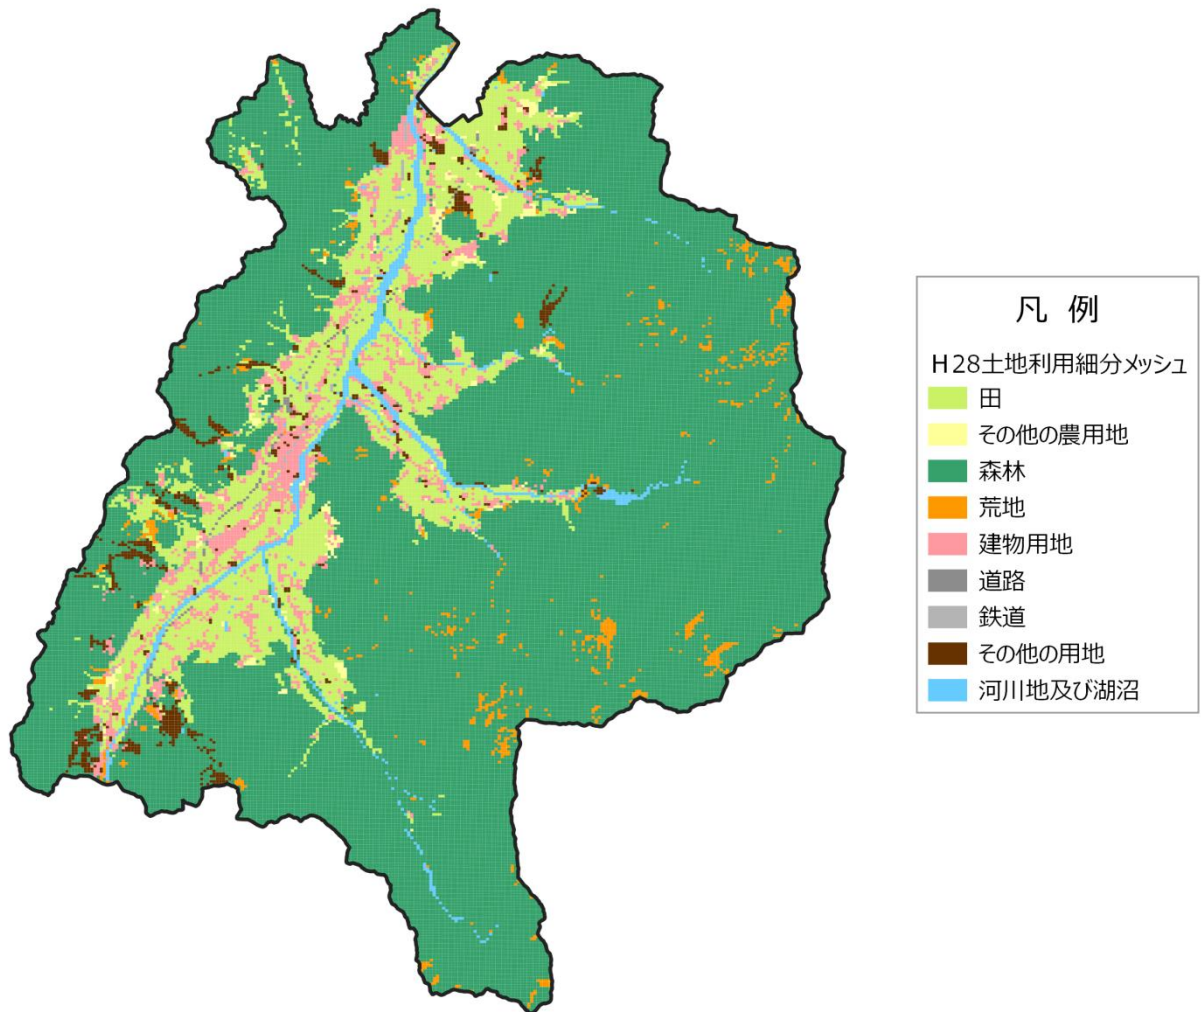 凡 例
H28土地利用細分メッシュ
田
その他の農用地
森林
荒地
建物用地
道路
鉄道
その他の用地
河川地及び湖沼